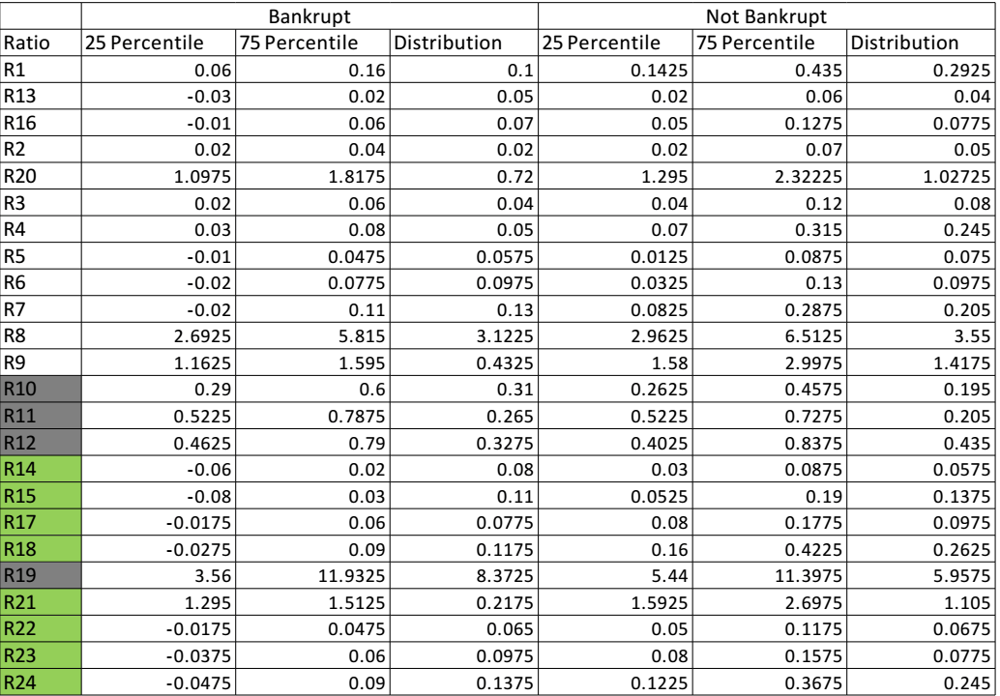 Bankrupt Not Bankrupt
Ratio 25 Percentile 75 Percentile Distribution 25 Percentile 75 Percentile Distribution
R1 0.06 0.16 0.1 0.1425 0.435 0.2925
R13 -0.03 0.02 0.05 0.02 0.06 0.04
R16 -0.01 0.06 0.07 0.05 0.1275 0.0775
R2 0.02 0.04 0.02 0.02 0.07 0.05
R20 1.0975 1.8175 0.72 1.295 2.32225 1.02725
R3 0.02 0.06 0.04 0.04 0.12 0.08
R4 0.03 0.08 0.05 0.07 0.315 0.245
R5 -0.01 0.0475 0.0575 0.0125 0.0875 0.075
R6 -0.02 0.0775 0.0975 0.0325 0.13 0.0975
R7 -0.02 0.11 0.13 0.0825 0.2875 0.205
R8 2.6925 5.815 3.1225 2.9625 6.5125 3.55
R9 1.1625 1.595 0.4325 1.58 2.9975 1.4175
R10 0.29 0.6 0.31 0.2625 0.4575 0.195
R11 0.5225 0.7875 0.265 0.5225 0.7275 0.205
R12 0.4625 0.79 0.3275 0.4025 0.8375 0.435
R14 -0.06 0.02 0.08 0.03 0.0875 0.0575
R15 -0.08 0.03 0.11 0.0525 0.19 0.1375
R17 -0.0175 0.06 0.0775 0.08 0.1775 0.0975
R18 -0.0275 0.09 0.1175 0.16 0.4225 0.2625
R19 3.56 11.9325 8.3725 5.44 11.3975 5.9575
R21 1.295 1.5125 0.2175 1.5925 2.6975 1.105
R22 -0.0175 0.0475 0.065 0.05 0.1175 0.0675
R23 -0.0375 0.06 0.0975 0.08 0.1575 0.0775
R24 -0.0475 0.09 0.1375 0.1225 0.3675 0.245